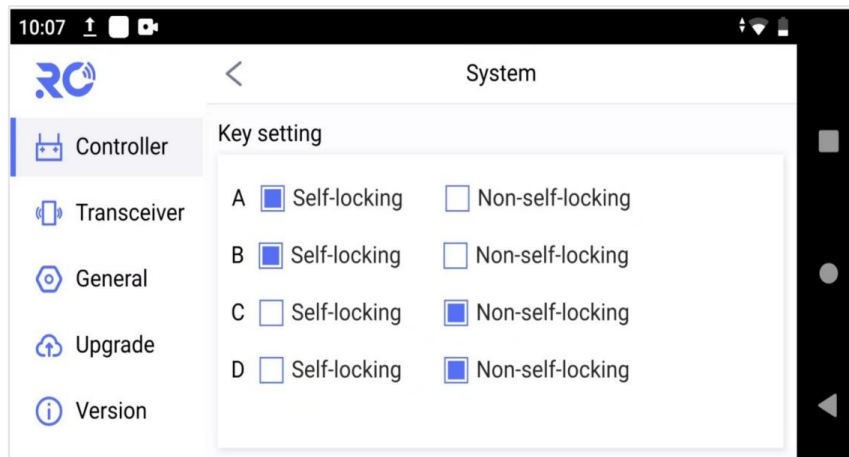 10:07
RC
System
Key setting
Controller
Transceiver
General
Upgrade
Version
A Self-locking Non-self-locking
B Self-locking Non-self-locking
C Self-locking Non-self-locking
D Self-locking Non-self-locking